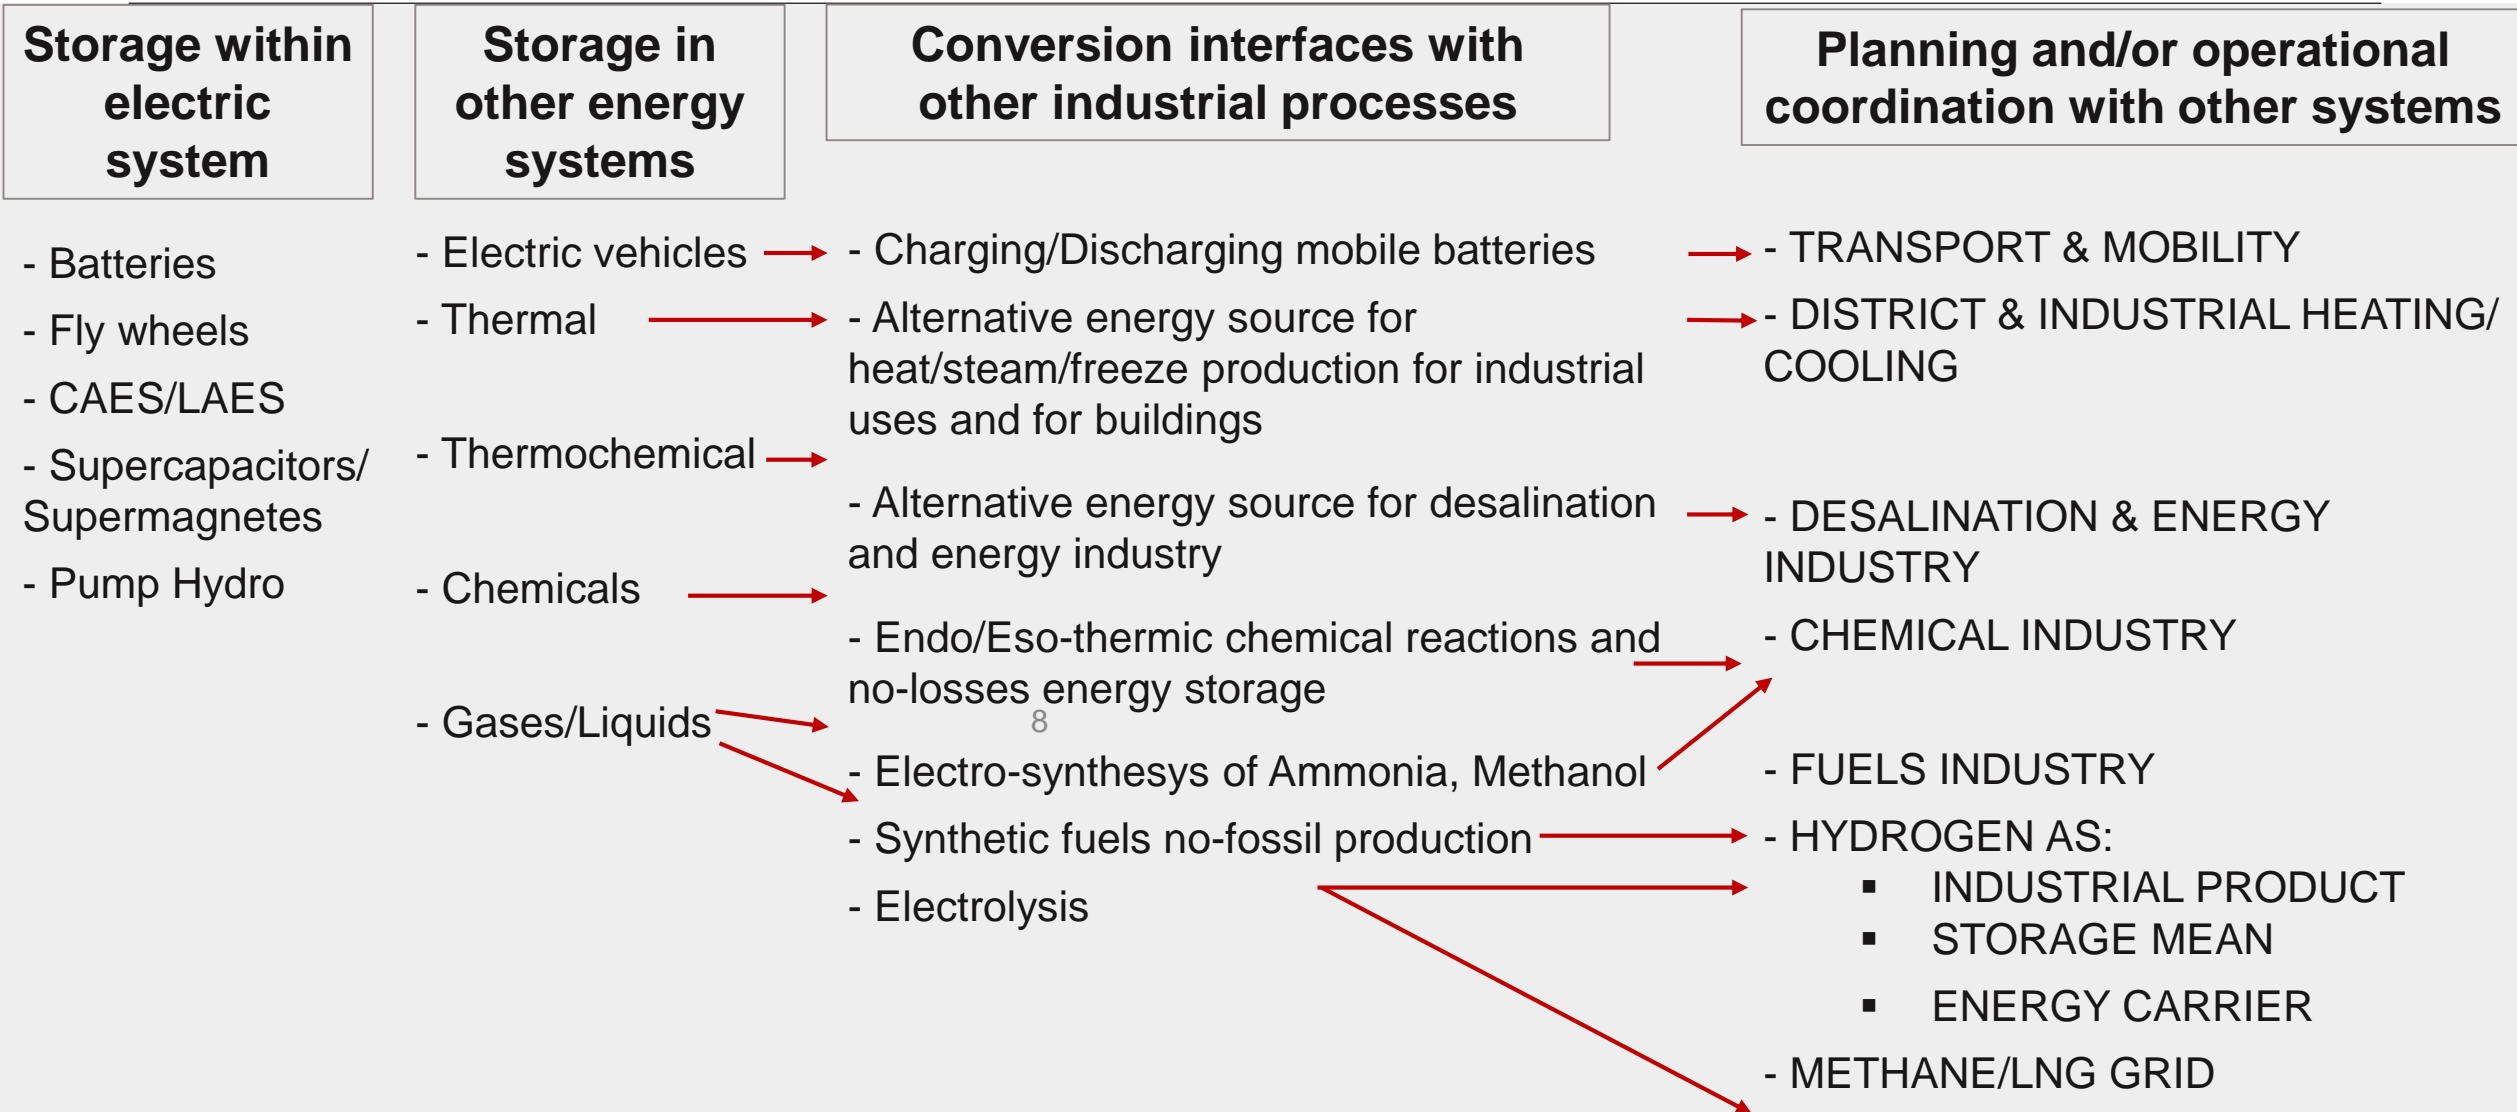 Storage within
electric
system
- Batteries
- Fly wheels
- CAES/LAES
- Supercapacitors/
Supermagnetes
- Pump Hydro
Storage in
other energy
systems
- Electric vehicles
- Thermal
- Thermochemical
- Chemicals
- Gases/Liquids
Conversion interfaces with
other industrial processes
- Charging/Discharging mobile batteries
- Alternative energy source for
heat/steam/freeze production for industrial
uses and for buildings
- Alternative energy source for desalination
and energy industry
- Endo/Eso-thermic chemical reactions and
no-losses energy storage
8
- Electro-synthesys of Ammonia, Methanol
- Synthetic fuels no-fossil production
- Electrolysis
Planning and/or operational
coordination with other systems
- TRANSPORT & MOBILITY
- DISTRICT & INDUSTRIAL HEATING/
COOLING
- DESALINATION & ENERGY
INDUSTRY
- CHEMICAL INDUSTRY
- FUELS INDUSTRY
- HYDROGEN AS:
▪ INDUSTRIAL PRODUCT
▪ STORAGE MEAN
▪ ENERGY CARRIER
- METHANE/LNG GRID